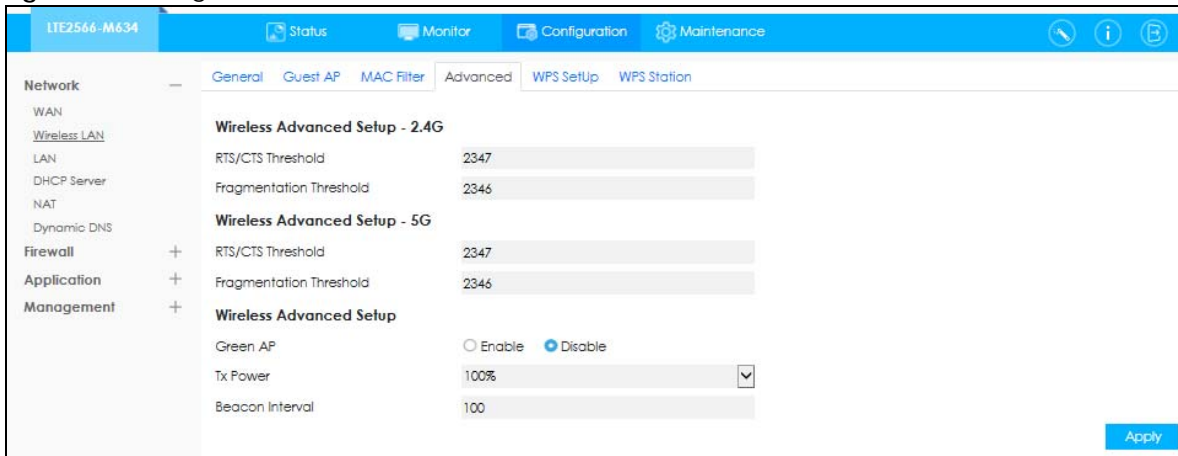 LTE2566-M634
Status
Monitor
Configuration
Maintenance
Network
WAN
Wireless LAN
LAN
DHCP Server
NAT
Dynamic DNS
Firewall
Application
Management
General Guest AP MAC Filter Advanced WPS SetUp WPS Station
Wireless Advanced Setup - 2.4G
RTS/CTS Threshold 2347
Fragmentation Threshold 2346
Wireless Advanced Setup - 5G
RTS/CTS Threshold 2347
Fragmentation Threshold 2346
Wireless Advanced Setup
Green AP Enable Disable
Tx Power 100%
Beacon Interval 100
Apply